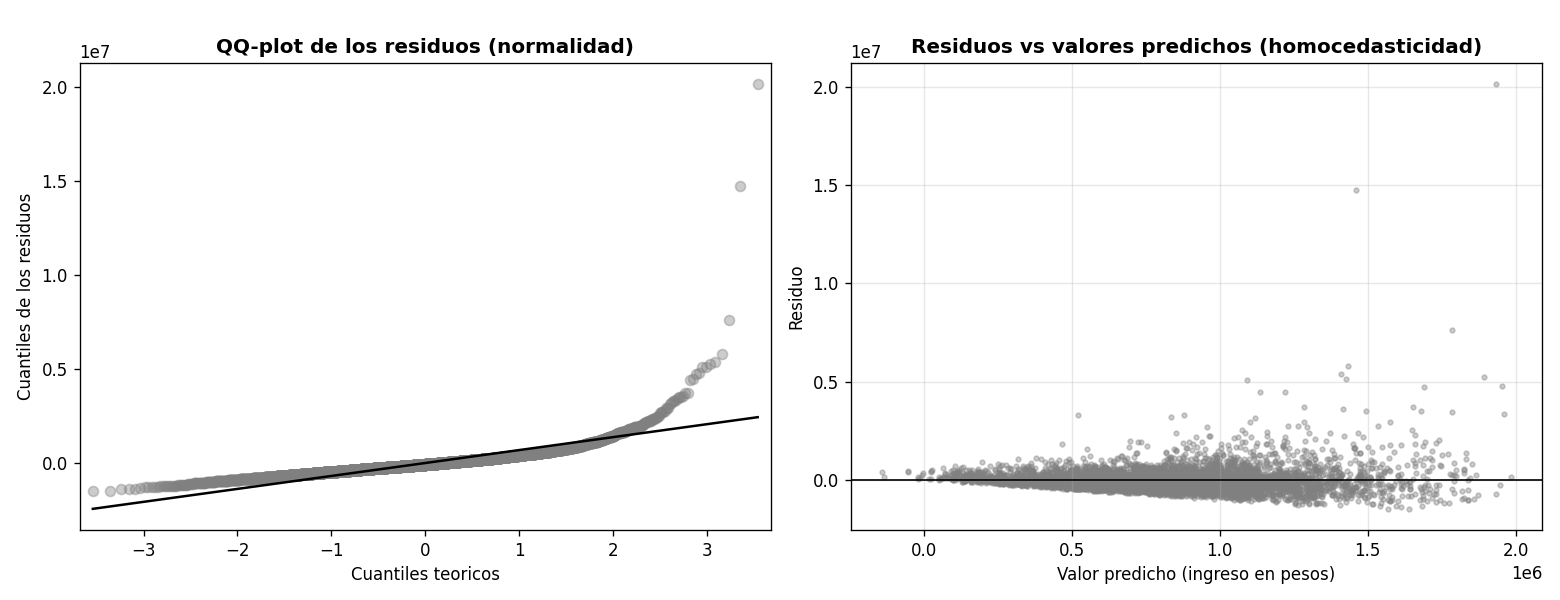 QQ-plot de los residuos (normalidad)
1e7
2.0
1.5
1.0
0.5
0.0
Cuantiles de los residuos
−3
−2
−1
0
1
2
3
Cuantiles teoricos
Residuos vs valores predichos (homocedasticidad)
1e7
2.0
1.5
1.0
0.5
0.0
Residuo
0.0
0.5
1.0
1.5
2.0
1e6
Valor predicho (ingreso en pesos)